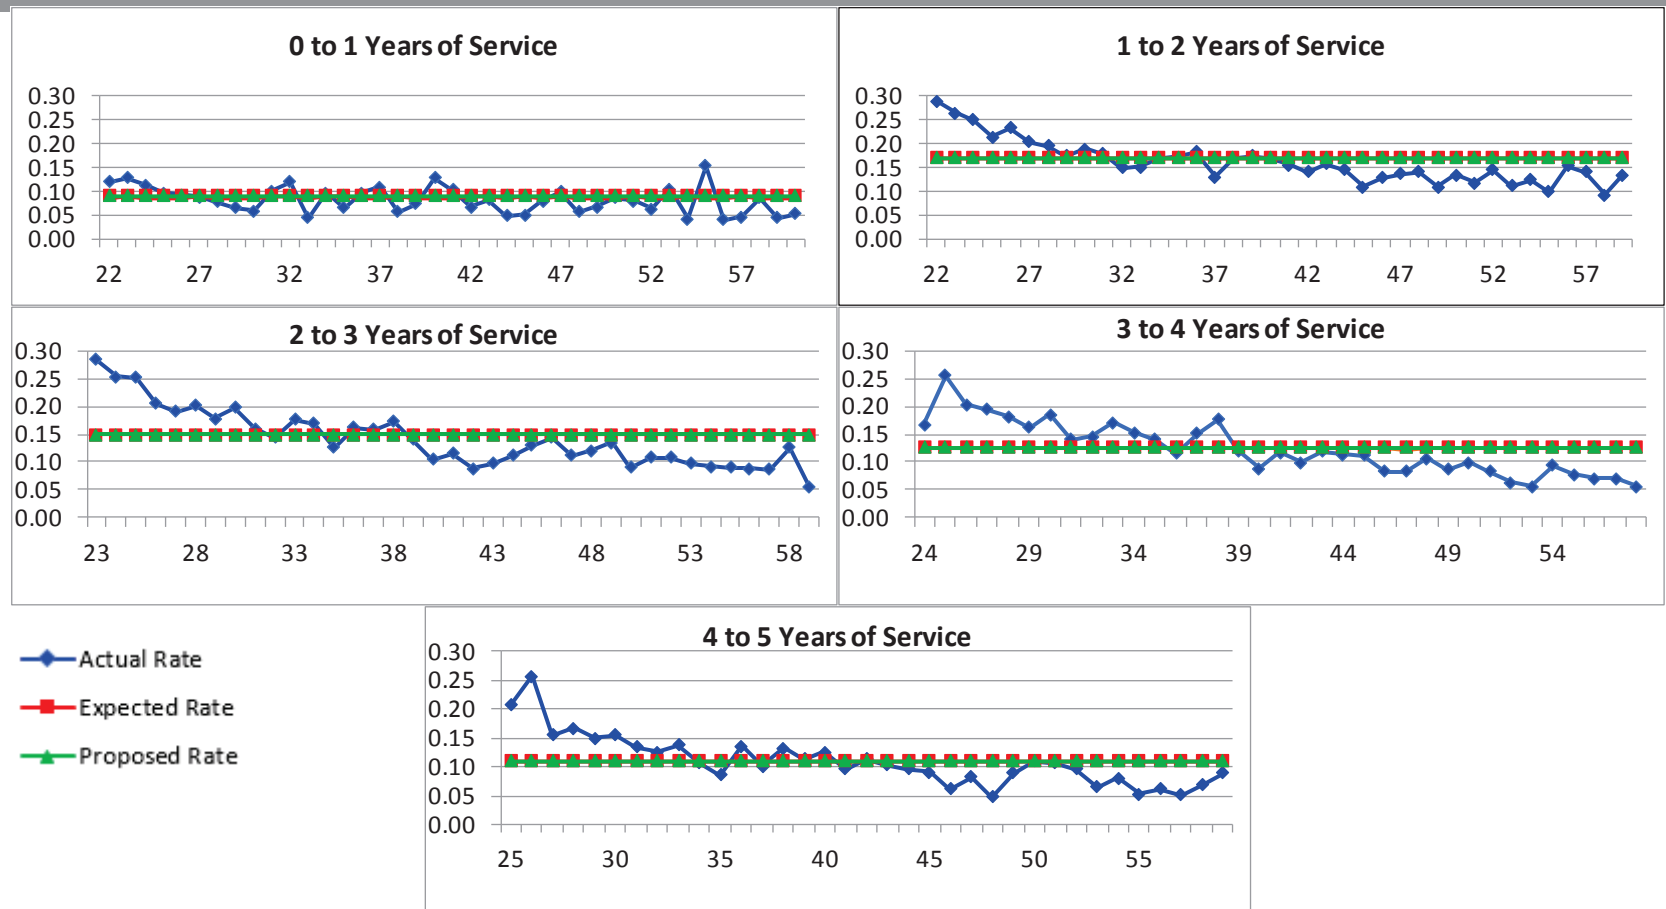 0 to 1 Years of Service
0.30
0.25
0.20
0.15
0.10
0.05
0.00
22 27 32 37 42 47 52 57
1 to 2 Years of Service
0.30
0.25
0.20
0.15
0.10
0.05
0.00
22 27 32 37 42 47 52 57
2 to 3 Years of Service
0.30
0.25
0.20
0.15
0.10
0.05
0.00
23 28 33 38 43 48 53 58
3 to 4 Years of Service
0.30
0.25
0.20
0.15
0.10
0.05
0.00
24 29 34 39 44 49 54
Actual Rate
Expected Rate
Proposed Rate
4 to 5 Years of Service
0.30
0.25
0.20
0.15
0.10
0.05
0.00
25 30 35 40 45 50 55